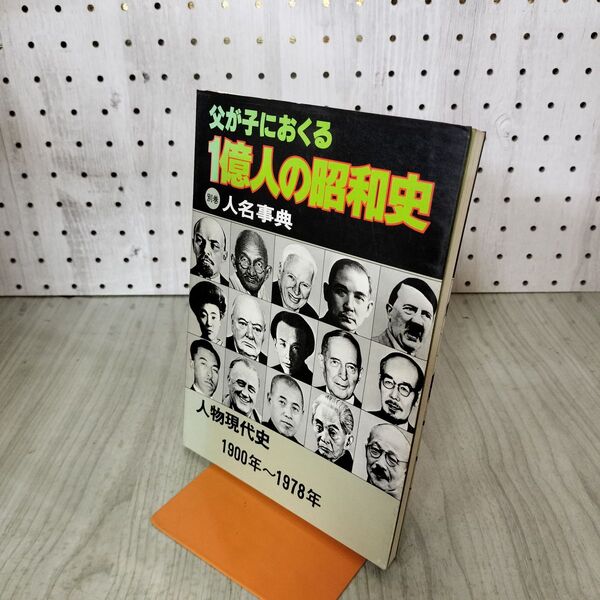 父が子におくる
1億人の昭和史
別巻 人名事典
人物現代史
1900年～1978年